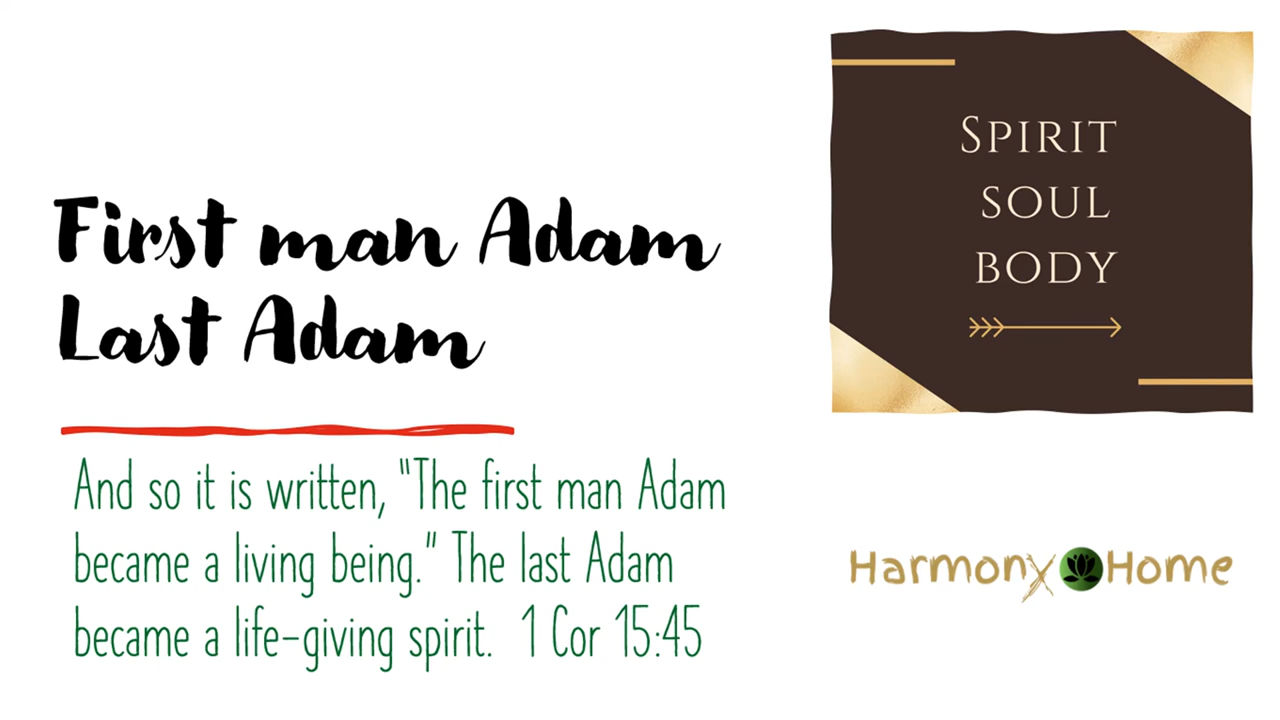 First man Adam
Last Adam
And so it is written, "The first man Adam
became a living being." The last Adam
became a life-giving spirit. 1 Cor 15:45
Spirit
soul
body
Harmony Home